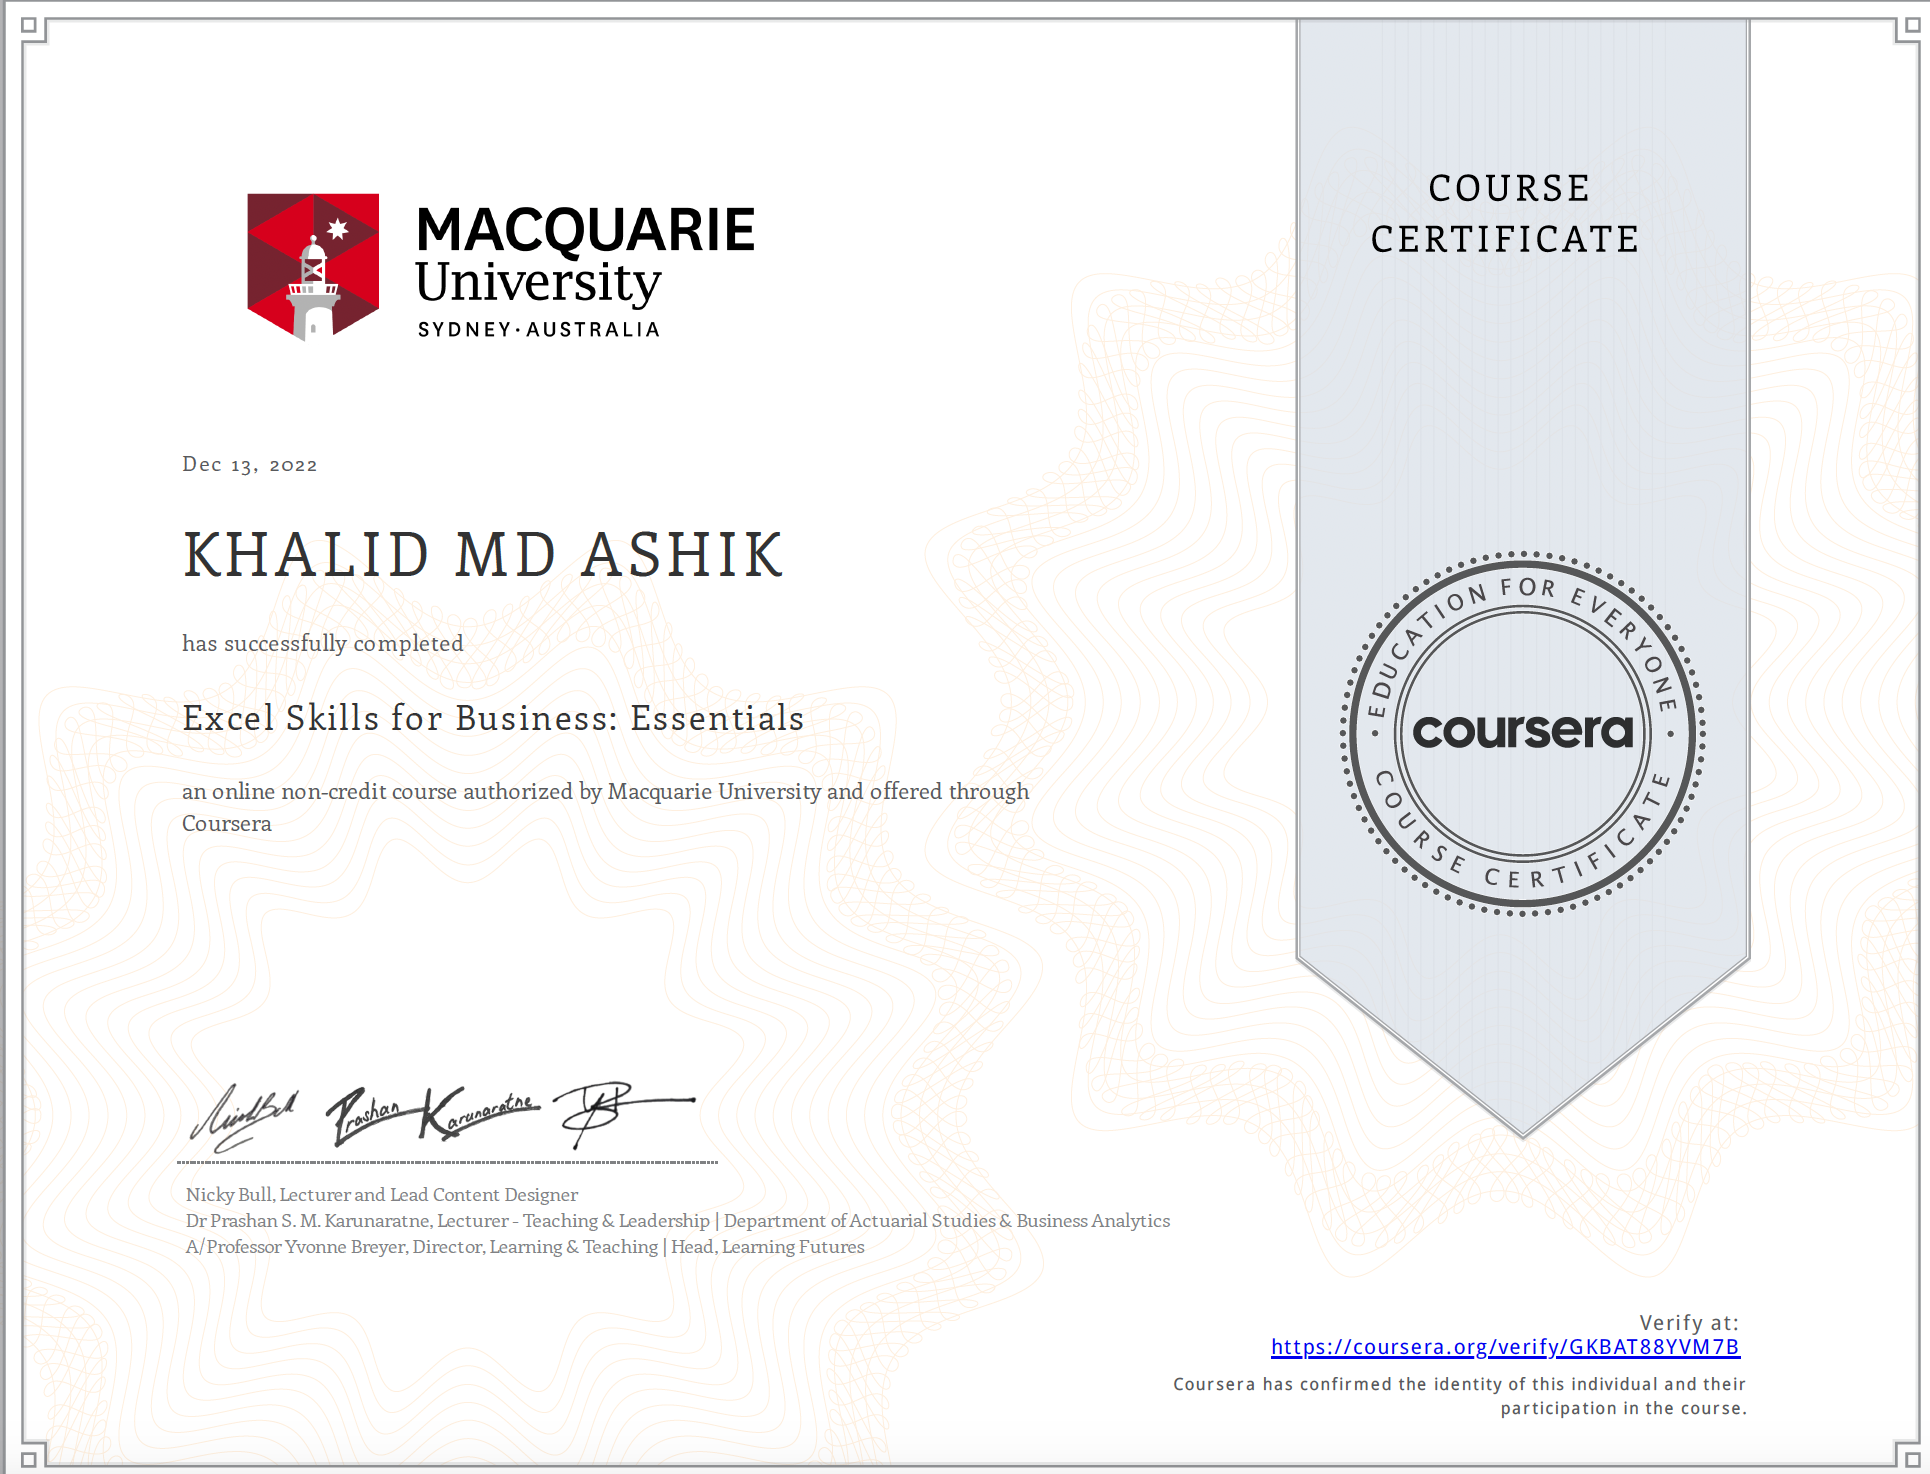 MACQUARIE
University
SYDNEY·AUSTRALIA
COURSE
CERTIFICATE
Dec 13, 2022
KHALID MD ASHIK
has successfully completed
Excel Skills for Business: Essentials
an online non-credit course authorized by Macquarie University and offered through
Coursera
EDUCATION FOR EVERYONE
coursera
COURSE CERTIFICATE
Prashan Karunaratne
Nicky Bull, Lecturer and Lead Content Designer
Dr Prashan S. M. Karunaratne, Lecturer - Teaching & Leadership | Department of Actuarial Studies & Business Analytics
A/Professor Yvonne Breyer, Director, Learning & Teaching | Head, Learning Futures
Verify at:
https://coursera.org/verify/GKBAT88YVM7B
Coursera has confirmed the identity of this individual and their
participation in the course.